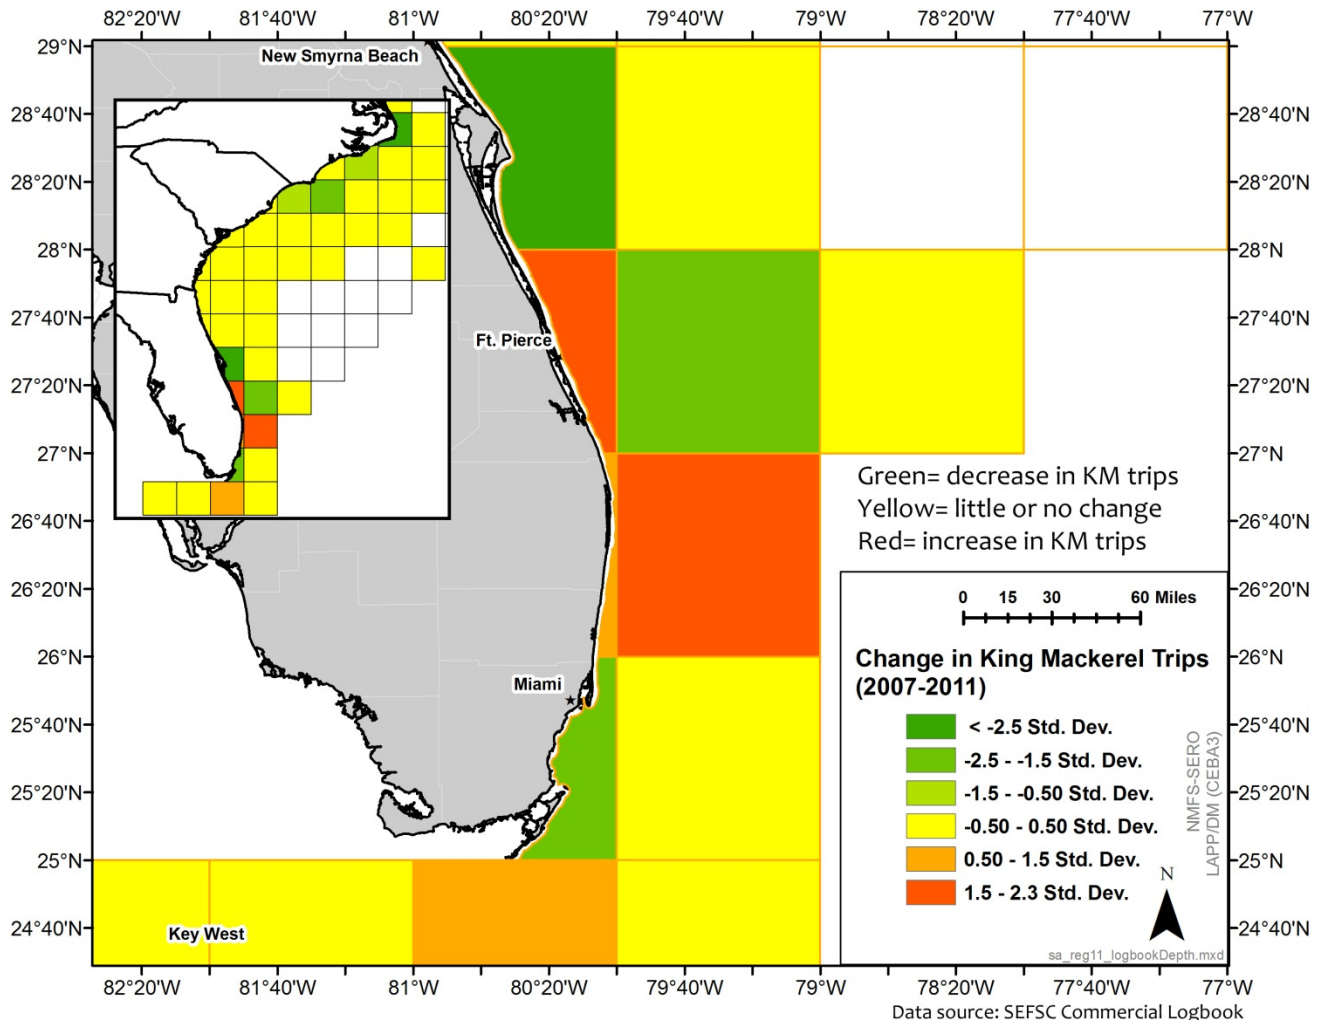 82°20'W 81°40'W 81°W 80°20'W 79°40'W 79°W 78°20'W 77°40'W 77°W
29°N
28°40'N
28°20'N
28°N
27°40'N
27°20'N
27°N
26°40'N
26°20'N
26°N
25°40'N
25°20'N
25°N
24°40'N
New Smyrna Beach
Ft. Pierce
Miami
Key West
28°40'N
28°20'N
28°N
27°40'N
27°20'N
27°N
26°40'N
26°20'N
26°N
25°40'N
25°20'N
25°N
24°40'N
Green= decrease in KM trips
Yellow= little or no change
Red= increase in KM trips
0 15 30 60 Miles
Change in King Mackerel Trips
(2007-2011)
< -2.5 Std. Dev.
-2.5 - -1.5 Std. Dev.
-1.5 - -0.50 Std. Dev.
-0.50 - 0.50 Std. Dev.
0.50 - 1.5 Std. Dev.
1.5 - 2.3 Std. Dev.
NMFS-SERO
LAPP/DM (CEBA3)
N
sa_reg11_logbookDepth.mxd
82°20'W 81°40'W 81°W 80°20'W 79°40'W 79°W 78°20'W 77°40'W 77°W
Data source: SEFSC Commercial Logbook